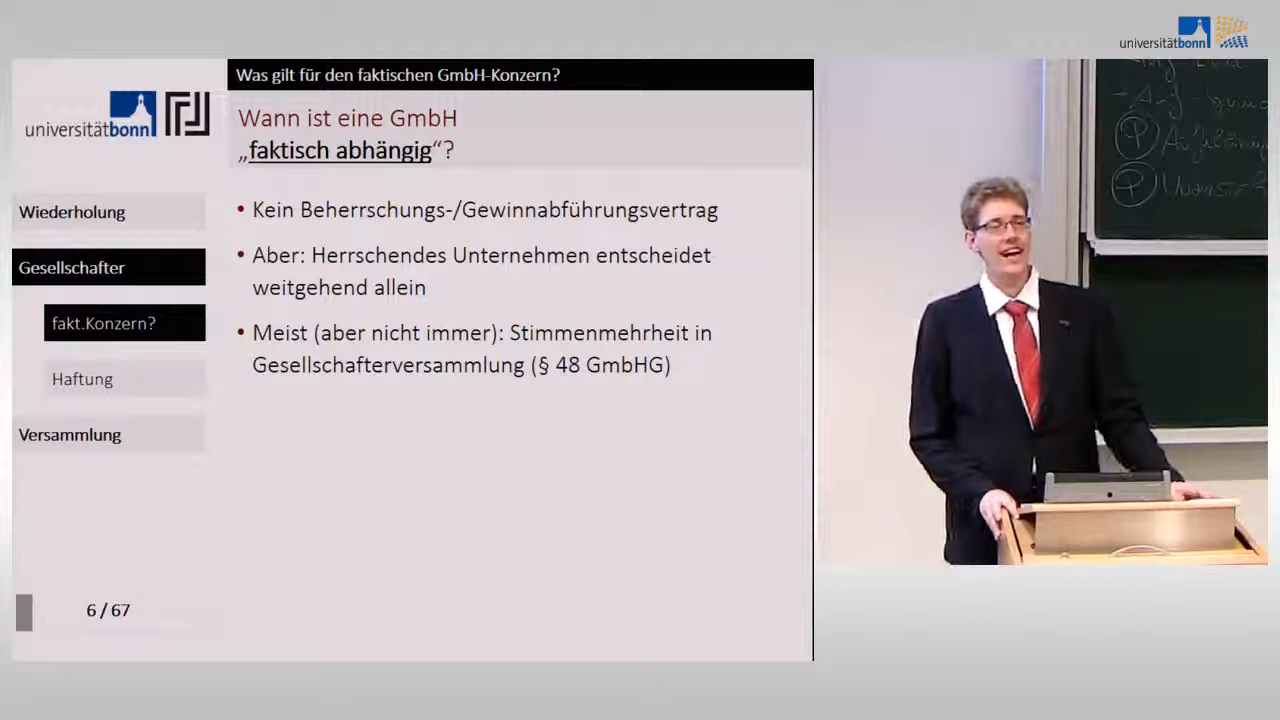 universitätbonn
Was gilt für den faktischen GmbH-Konzern?
universitätbonn
Wann ist eine GmbH
„faktisch abhängig“?
Wiederholung
Gesellschafter
fakt.Konzern?
Haftung
Versammlung
• Kein Beherrschungs-/Gewinnabführungsvertrag
• Aber: Herrschendes Unternehmen entscheidet
weitgehend allein
• Meist (aber nicht immer): Stimmenmehrheit in
Gesellschafterversammlung (§ 48 GmbHG)
6 / 67